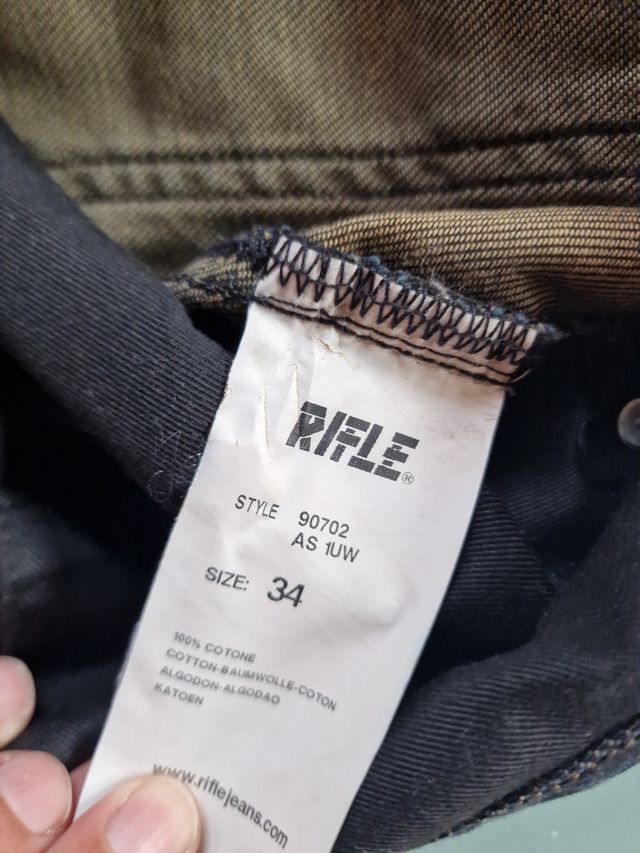 RIFLE®
STYLE 90702
AS 1UW
SIZE: 34
100% COTONE
COTTON-BAUMWOLLE-COTON
ALGODON-ALGODAO
KATOEN
www.riflejeans.com